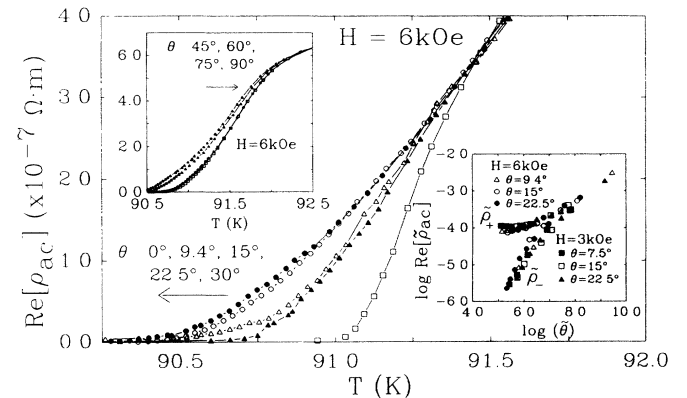 4 0
3 0
2 0
1 0
0 0
Re[ρac] (x10⁻⁷ Ω·m)
H = 6kOe
6 0
4 0
2 0
0 0
θ 45°, 60°,
75°, 90°
H=6kOe
90 5
91.5
92 5
T (K)
θ 0°, 9.4°, 15°,
22 5°, 30°
-2 0
-3 0
-4 0
-5 0
-6 0
log Re[ρ̃ac]
H=6kOe
△ θ=9 4°
○ θ=15°
● θ=22.5°
ρ̃+
H=3kOe
■ θ=7.5°
□ θ=15°
▲ θ=22 5°
ρ̃−
4 0
6 0
8 0
10 0
log (θ̃)
90.5
91 0
91.5
92.0
T (K)